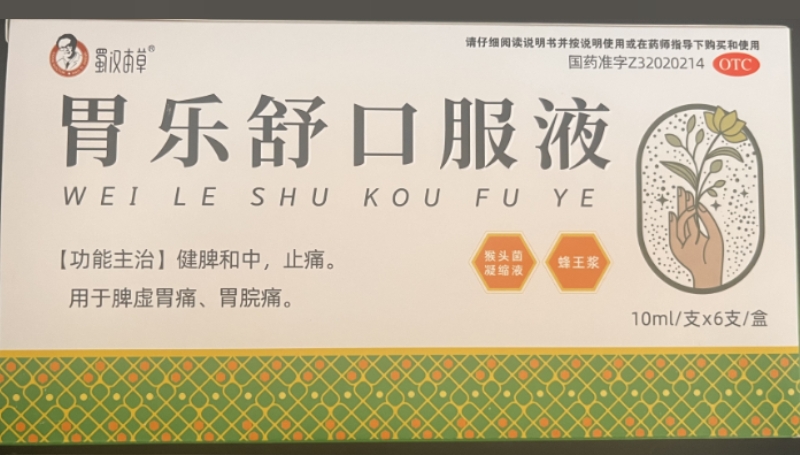 蜀汉本草®
请仔细阅读说明书并按说明使用或在药师指导下购买和使用
国药准字Z32020214 OTC
胃乐舒口服液
WEI LE SHU KOU FU YE
【功能主治】健脾和中，止痛。
用于脾虚胃痛、胃脘痛。
猴头菌
凝缩液
蜂王浆
10ml/支x6支/盒